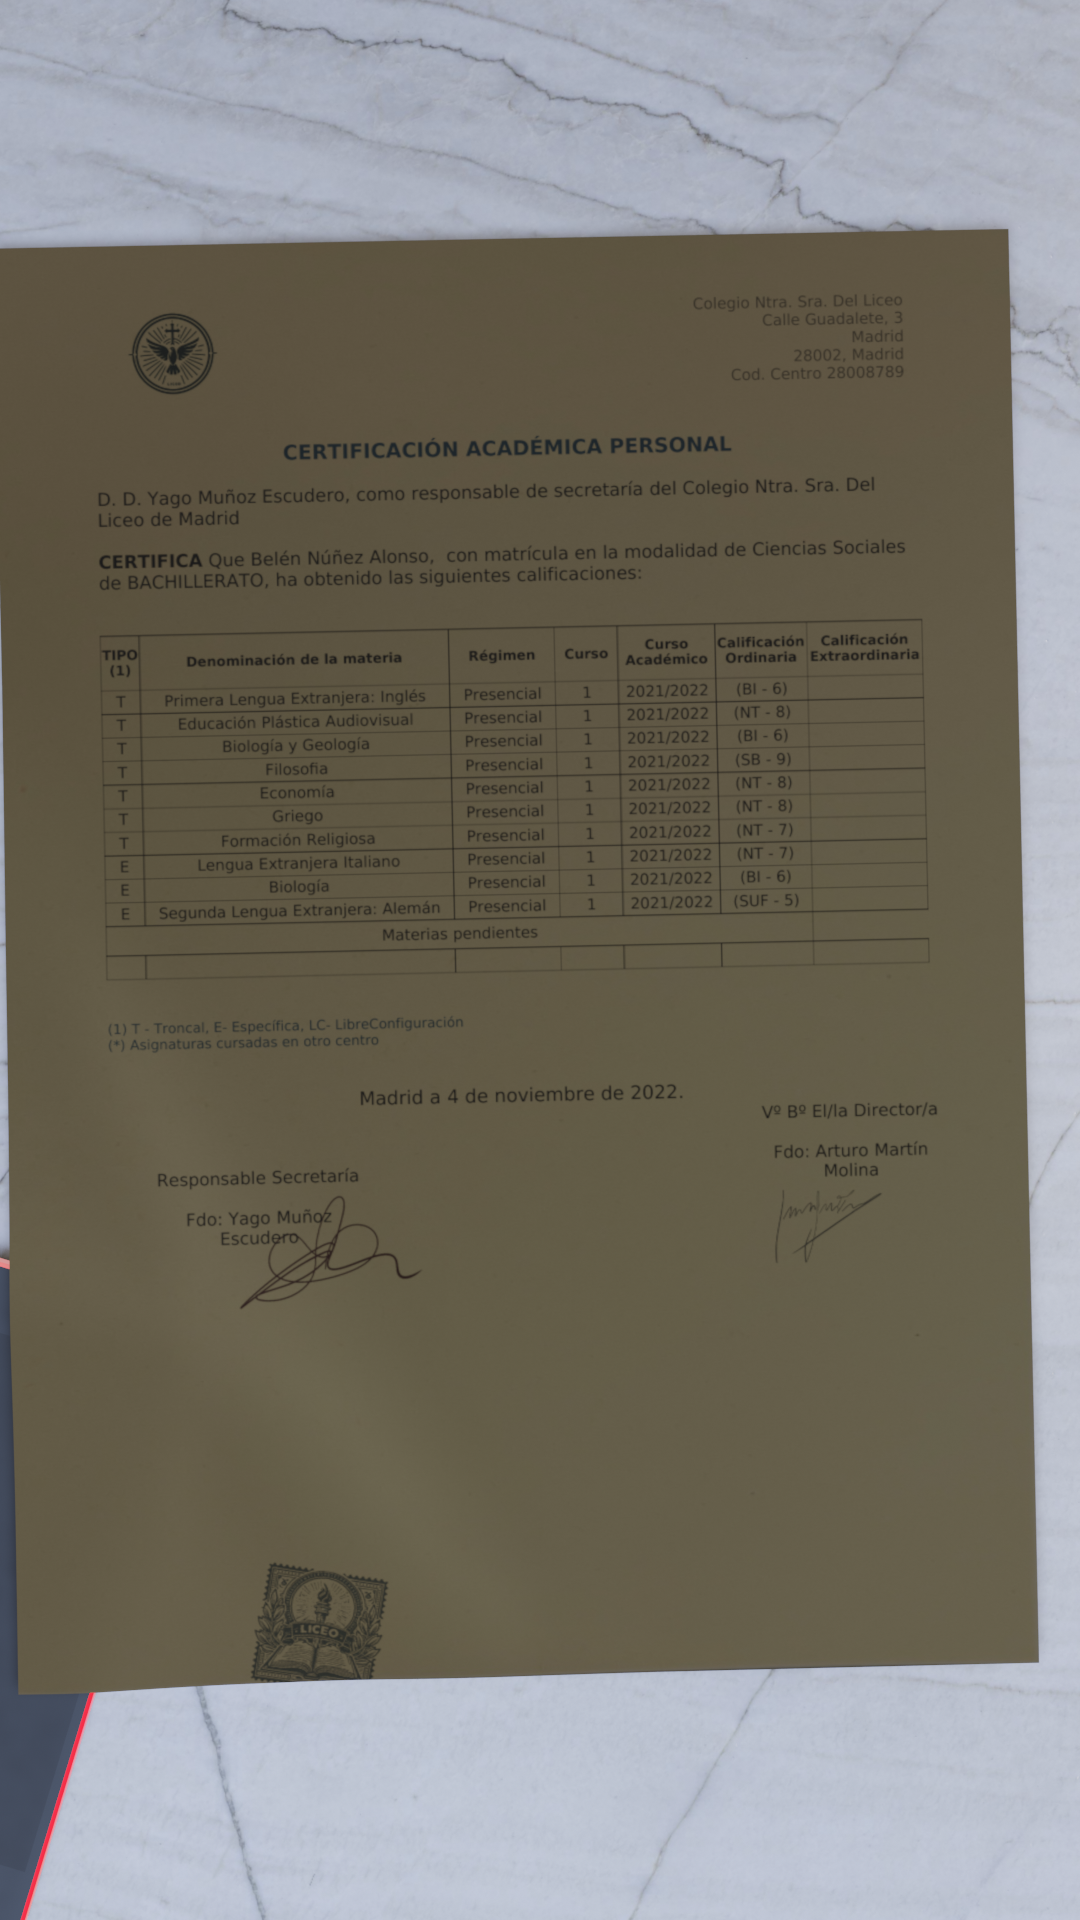 Colegio Ntra. Sra. Del Liceo
Calle Guadalete, 3
Madrid
28002, Madrid
Cod. Centro 28008789
CERTIFICACIÓN ACADÉMICA PERSONAL
D. D. Yago Muñoz Escudero, como responsable de secretaría del Colegio Ntra. Sra. Del
Liceo de Madrid
CERTIFICA Que Belén Núñez Alonso, con matrícula en la modalidad de Ciencias Sociales
de BACHILLERATO, ha obtenido las siguientes calificaciones:
TIPO (1) Denominación de la materia Régimen Curso Curso Académico Calificación Ordinaria Calificación Extraordinaria
T Primera Lengua Extranjera: Inglés Presencial 1 2021/2022 (BI - 6)
T Educación Plástica Audiovisual Presencial 1 2021/2022 (NT - 8)
T Biología y Geología Presencial 1 2021/2022 (BI - 6)
T Filosofia Presencial 1 2021/2022 (SB - 9)
T Economía Presencial 1 2021/2022 (NT - 8)
T Griego Presencial 1 2021/2022 (NT - 8)
T Formación Religiosa Presencial 1 2021/2022 (NT - 7)
E Lengua Extranjera Italiano Presencial 1 2021/2022 (NT - 7)
E Biología Presencial 1 2021/2022 (BI - 6)
E Segunda Lengua Extranjera: Alemán Presencial 1 2021/2022 (SUF - 5)
Materias pendientes
(1) T - Troncal, E- Específica, LC- LibreConfiguración
(*) Asignaturas cursadas en otro centro
Madrid a 4 de noviembre de 2022.
Vº Bº El/la Director/a
Fdo: Arturo Martín
Molina
Responsable Secretaría
Fdo: Yago Muñoz
Escudero
LICEO